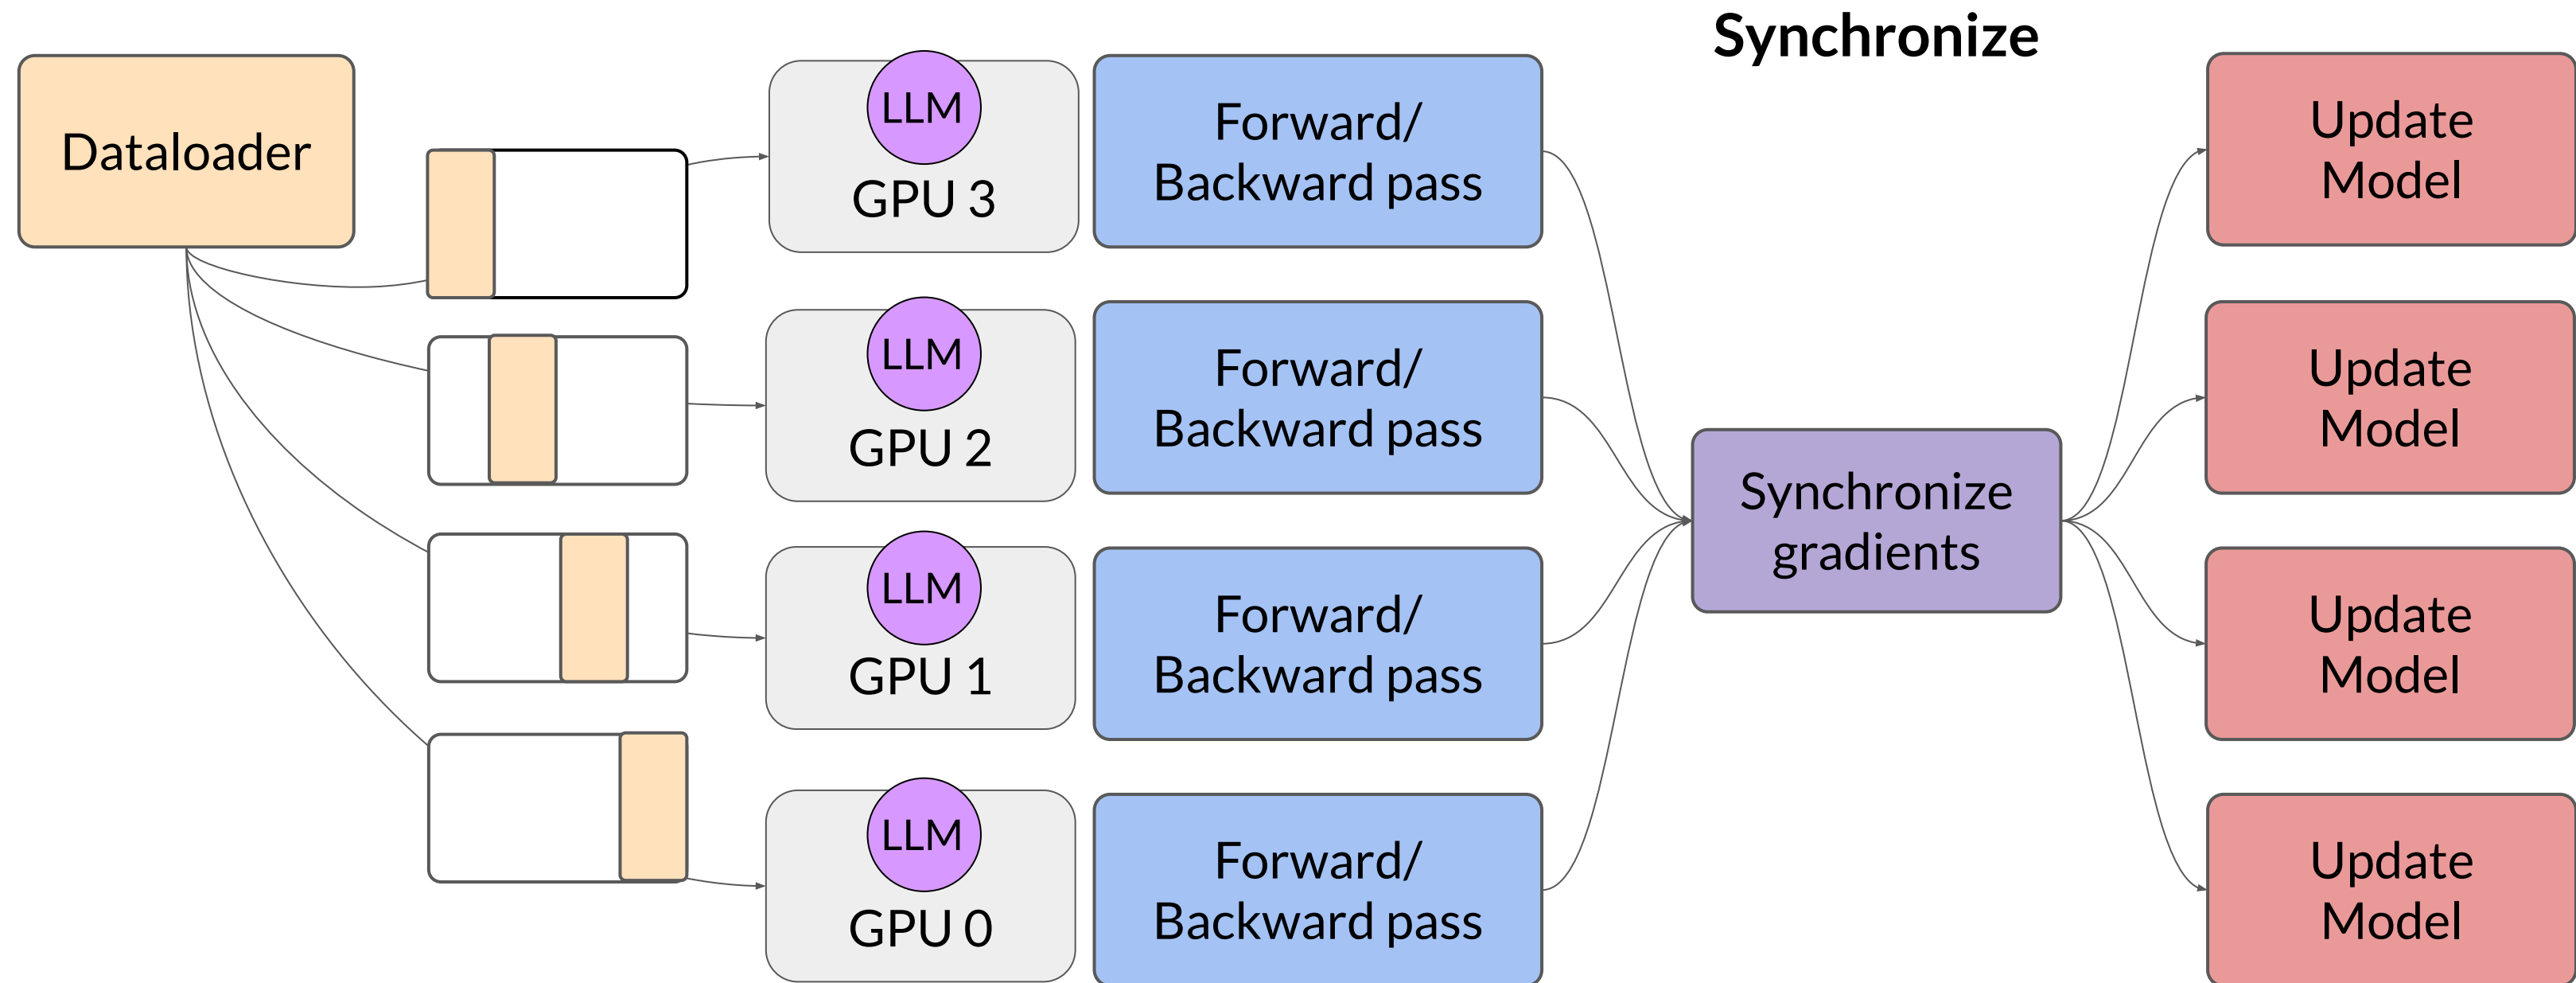 Synchronize
Dataloader
LLM
GPU 3
Forward/
Backward pass
Update
Model
LLM
GPU 2
Forward/
Backward pass
Update
Model
Synchronize
gradients
LLM
GPU 1
Forward/
Backward pass
Update
Model
LLM
GPU 0
Forward/
Backward pass
Update
Model